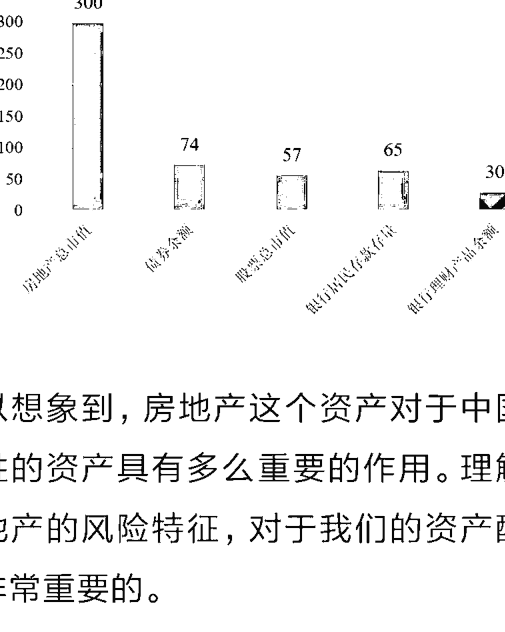 300
300
250
200
150
100
50
0
74
57
65
30
房地产总市值
债券余额
股票总市值
银行居民存款存量
银行理财产品余额
以想象到，房地产这个资产对于中国
性的资产具有多么重要的作用。理解
地产的风险特征，对于我们的资产配
非常重要的。